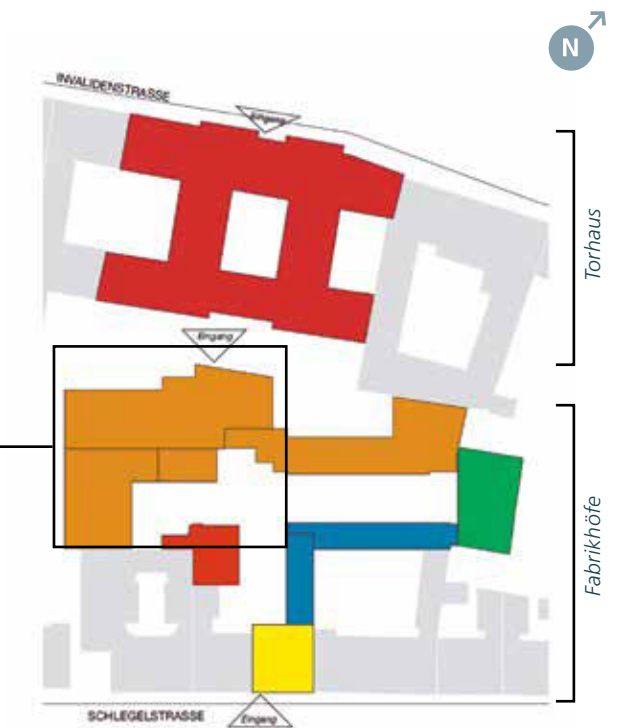 N
INVALIDENSTRASSE
Eingang
Torhaus
Eingang
Fabrikhöfe
SCHLEGELSTRASSE
Eingang